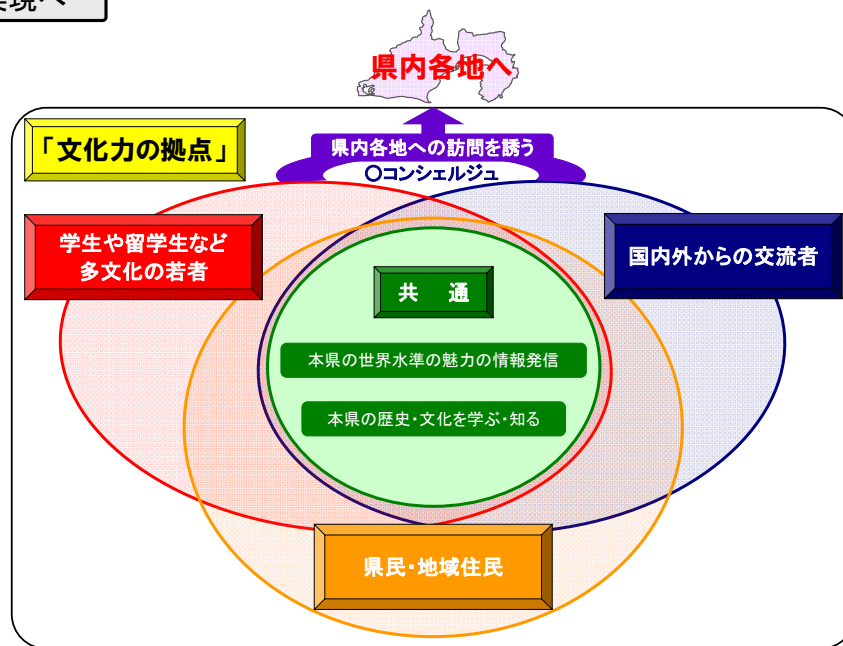 現へ
県内各地へ
「文化力の拠点」
県内各地への訪問を誘う
〇コンシェルジュ
学生や留学生など
多文化の若者
国内外からの交流者
共　通
本県の世界水準の魅力の情報発信
本県の歴史・文化を学ぶ・知る
県民・地域住民